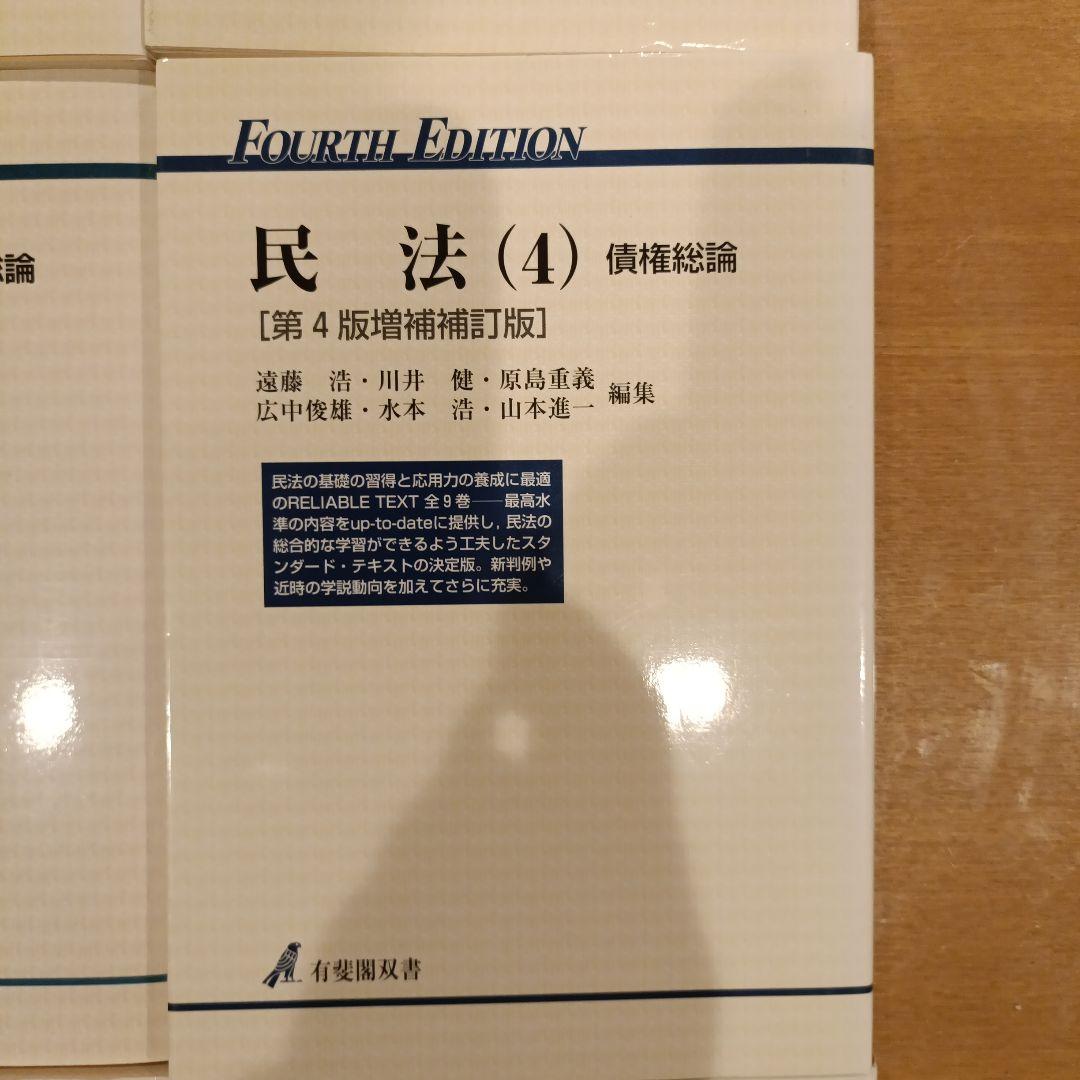 FOURTH EDITION
民 法 (4) 債権総論
[第4版増補補訂版]
遠藤 浩・川井 健・原島重義
広中俊雄・水本 浩・山本進一 編集
民法の基礎の習得と応用力の養成に最適
のRELIABLE TEXT 全9巻──最高水
準の内容をup-to-dateに提供し,民法の
総合的な学習ができるよう工夫したスタ
ンダード・テキストの決定版。新判例や
近時の学説動向を加えてさらに充実。
有斐閣双書
論